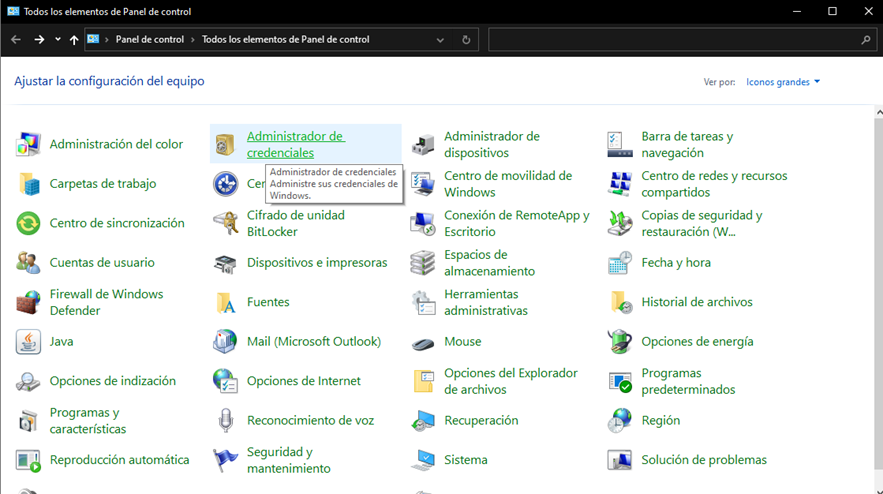 Todos los elementos de Panel de control
Panel de control
Todos los elementos de Panel de control
Ajustar la configuración del equipo
Ver por:
Iconos grandes
Administración del color
Administrador de
credenciales
Administrador de
dispositivos
Barra de tareas y
navegación
Carpetas de trabajo
Administrador de credenciales
Administre sus credenciales de
Windows.
Centro de movilidad de
Windows
Centro de redes y recursos
compartidos
Centro de sincronización
Cifrado de unidad
BitLocker
Conexión de RemoteApp y
Escritorio
Copias de seguridad y
restauración (W...
Cuentas de usuario
Dispositivos e impresoras
Espacios de
almacenamiento
Fecha y hora
Firewall de Windows
Defender
Fuentes
Herramientas
administrativas
Historial de archivos
Java
Mail (Microsoft Outlook)
Mouse
Opciones de energía
Opciones de indización
Opciones de Internet
Opciones del Explorador
de archivos
Programas
predeterminados
Programas y
características
Reconocimiento de voz
Recuperación
Región
Reproducción automática
Seguridad y
mantenimiento
Sistema
Solución de problemas